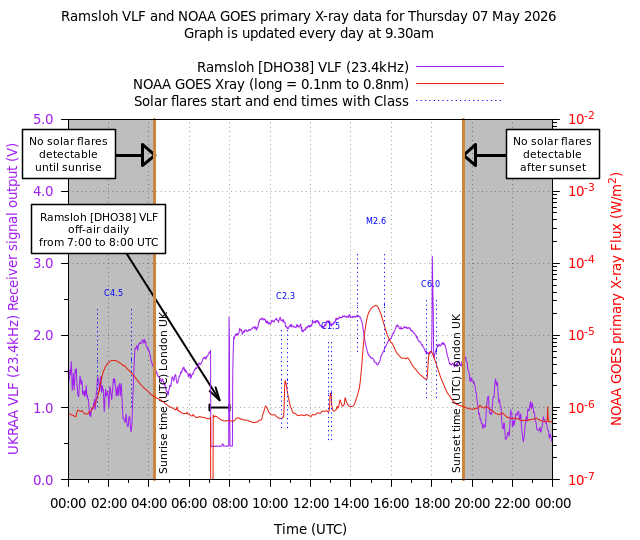 Ramsloh VLF and NOAA GOES primary X-ray data for Thursday 07 May 2026
Graph is updated every day at 9.30am
Ramsloh [DHO38] VLF (23.4kHz)
NOAA GOES Xray (long = 0.1nm to 0.8nm)
Solar flares start and end times with Class
5.0
4.0
3.0
2.0
1.0
0.0
UKRAA VLF (23.4kHz) Receiver signal output (V)
No solar flares
detectable
until sunrise
Ramsloh [DHO38] VLF
off-air daily
from 7:00 to 8:00 UTC
C4.5
C2.3
C1.5
M2.6
C6.0
Sunrise time (UTC) London UK
Sunset time (UTC) London UK
No solar flares
detectable
after sunset
10-2
10-3
10-4
10-5
10-6
10-7
NOAA GOES primary X-ray Flux (W/m2)
00:00 02:00 04:00 06:00 08:00 10:00 12:00 14:00 16:00 18:00 20:00 22:00 00:00
Time (UTC)